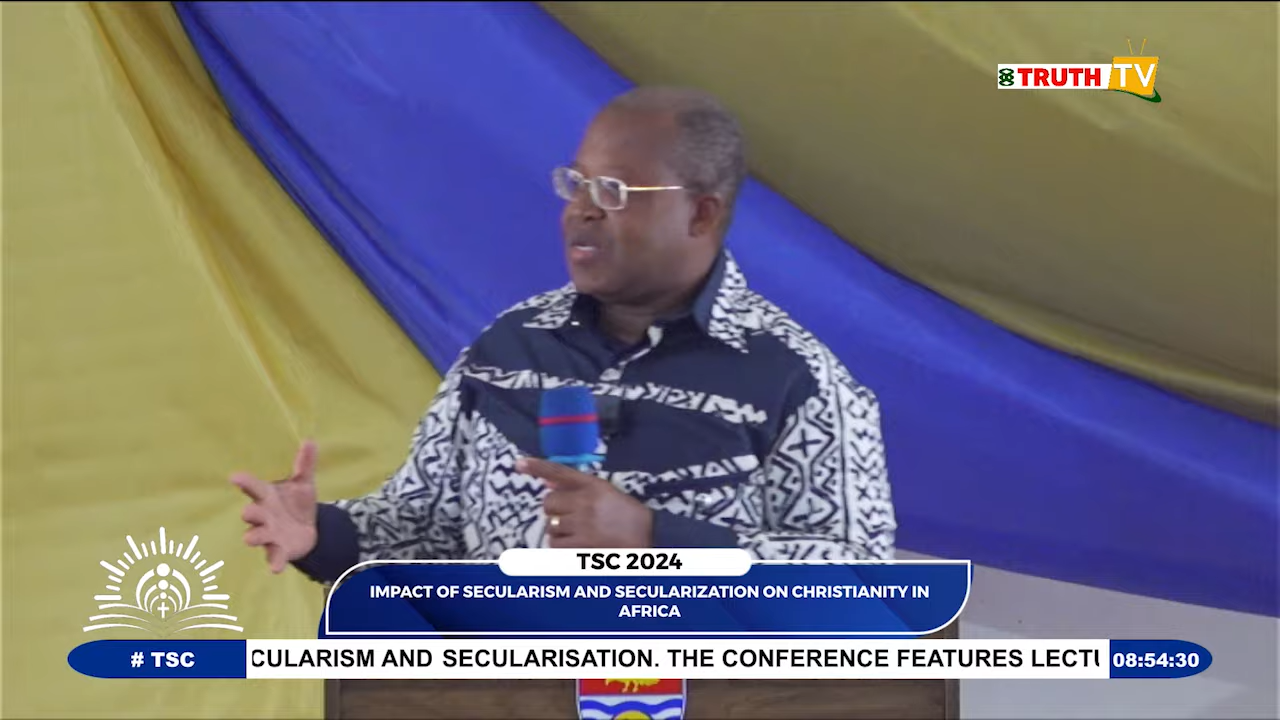 TRUTH TV
TSC 2024
IMPACT OF SECULARISM AND SECULARIZATION ON CHRISTIANITY IN
AFRICA
# TSC
CULARISM AND SECULARISATION. THE CONFERENCE FEATURES LECTU
08:54:30